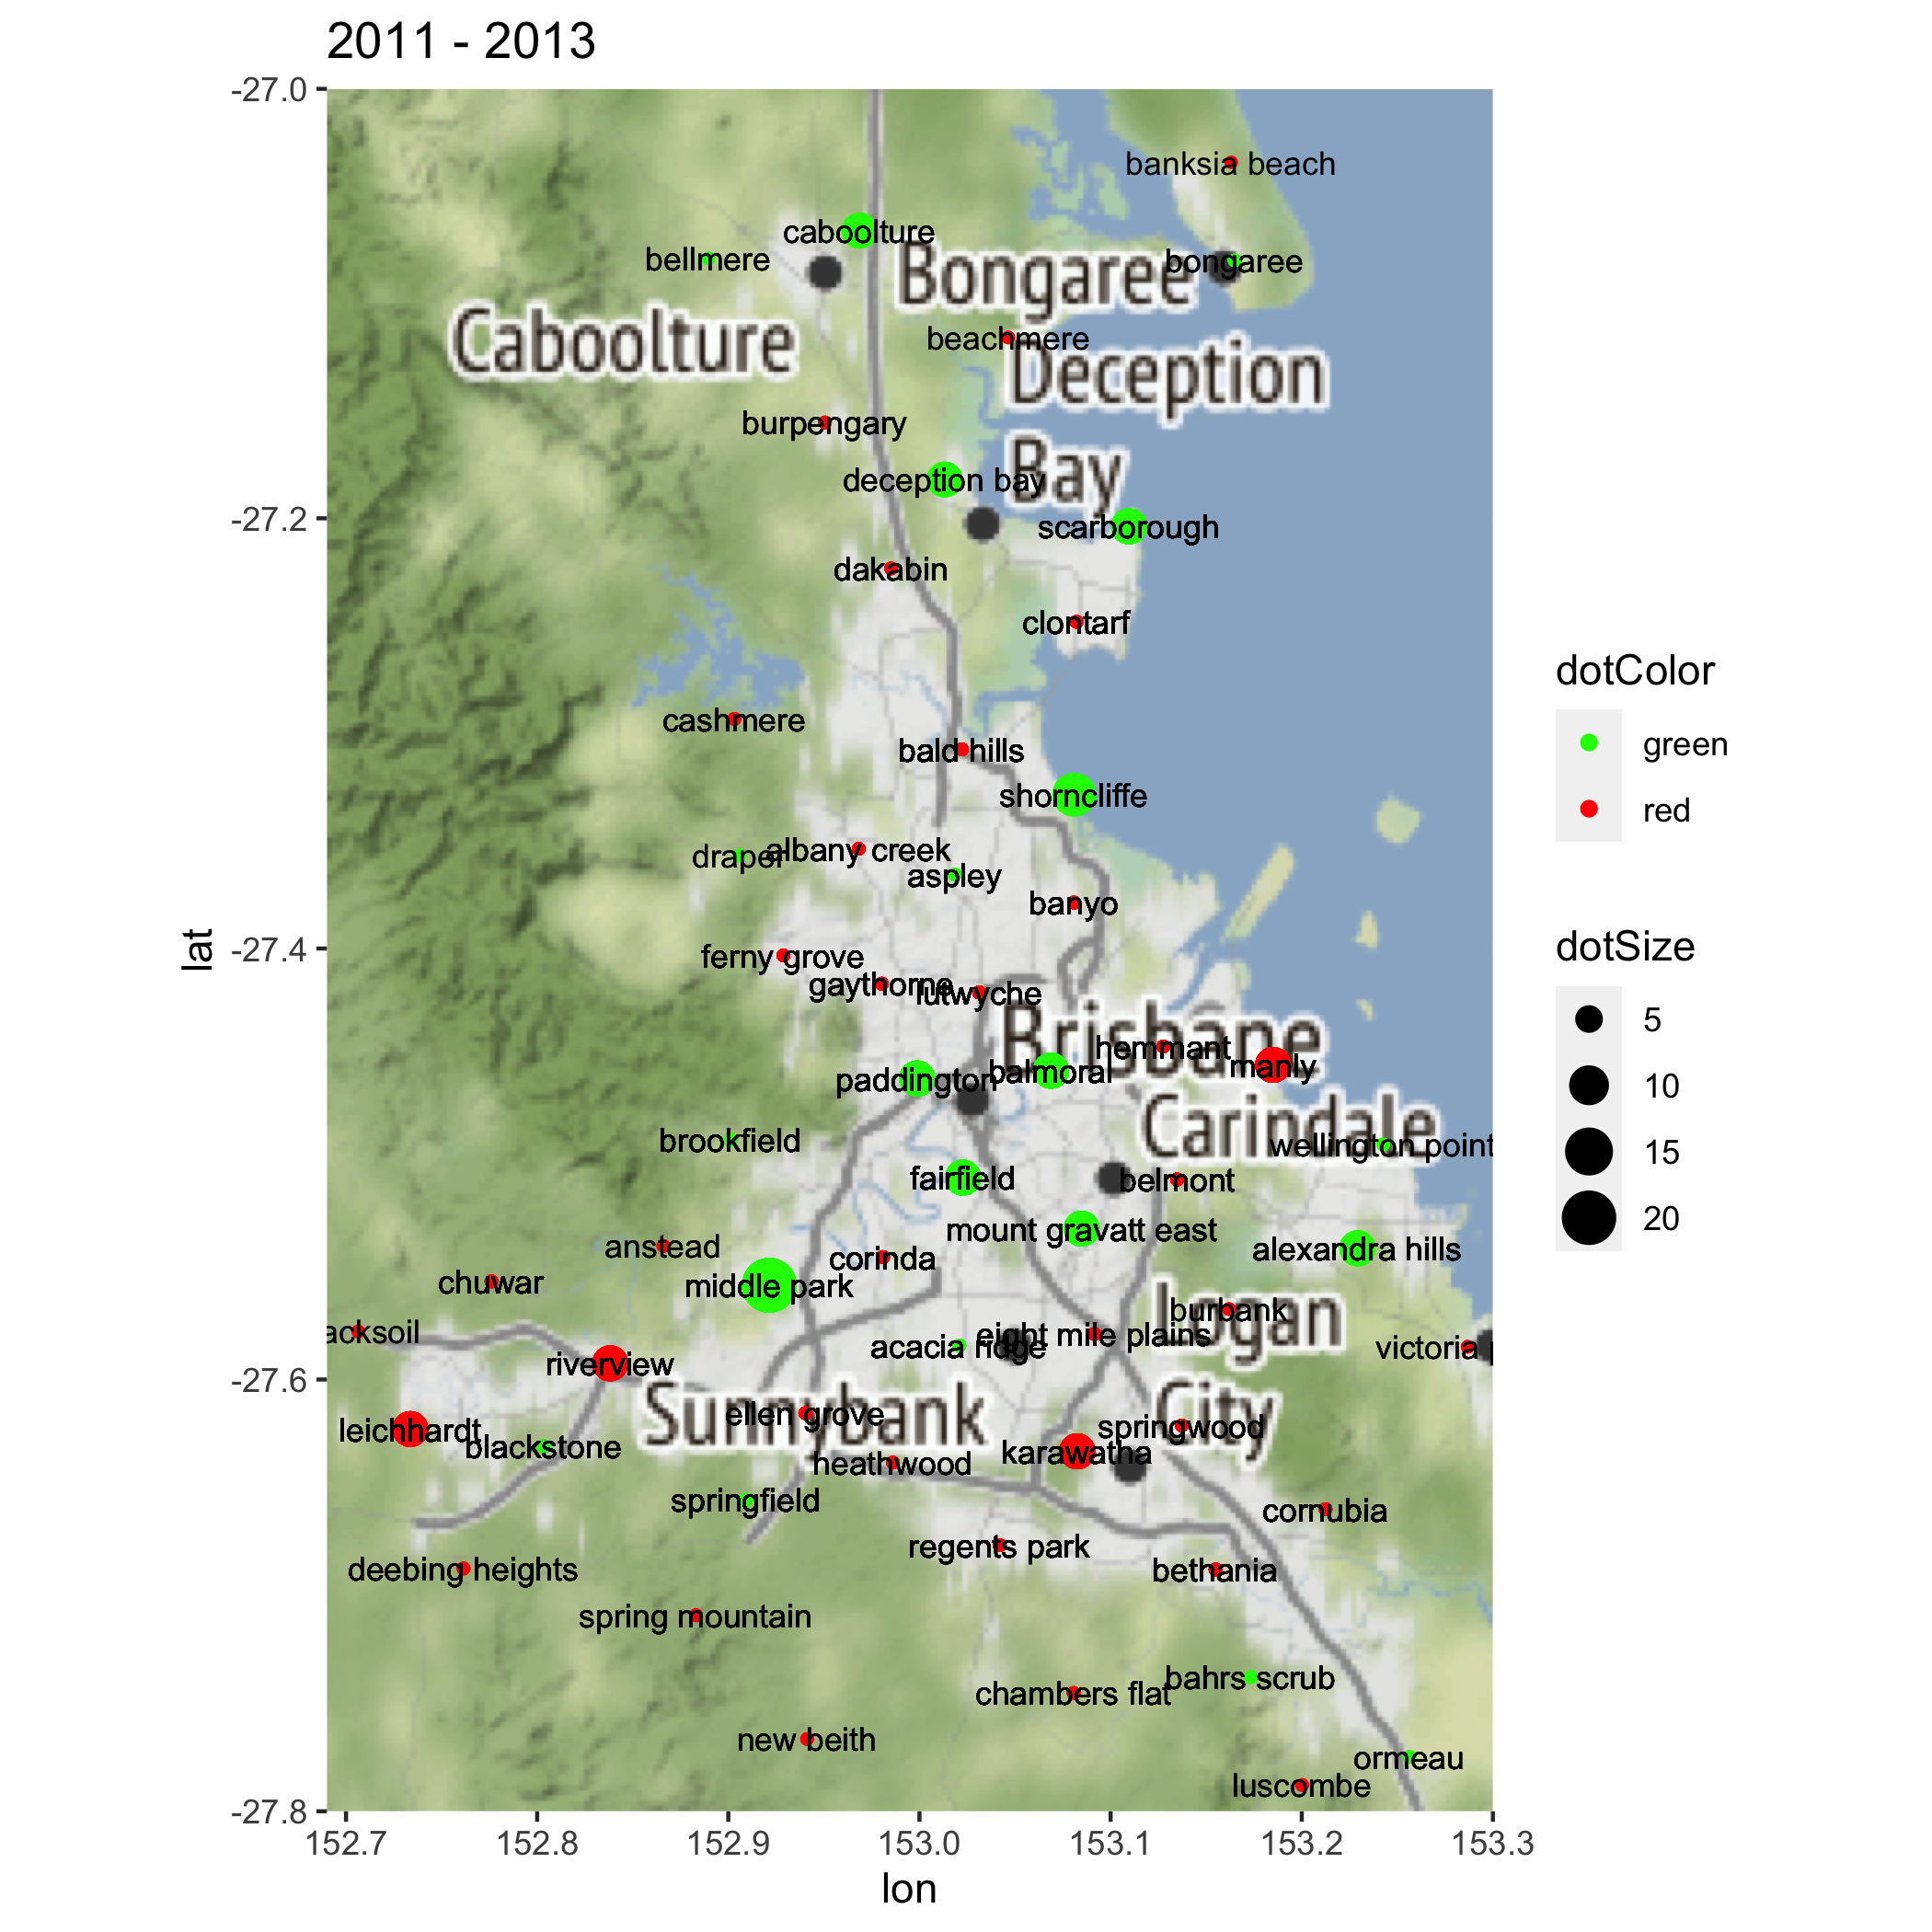 2011 - 2013
-27.0
banksia beach
caboolture
bellmere
bongaree
Bongaree
beachmere
Caboolture
Deception
burpengary
Bay
deception bay
-27.2
scarborough
dakabin
clontarf
cashmere
bald hills
shorncliffe
draper
albany creek
aspley
banyo
lat
-27.4
ferny grove
gaythorne
lutwyche
Brisbane
hemmant
manly
paddington
balmoral
Carindale
brookfield
wellington point
fairfield
belmont
mount gravatt east
anstead
corinda
alexandra hills
chuwar
middle park
Logan
burbank
acksoil
eight mile plains
acacia ridge
victoria p
riverview
-27.6
Sunnybank
City
ellen grove
leichhardt
springwood
blackstone
karawatha
heathwood
springfield
cornubia
regents park
deebing heights
bethania
spring mountain
bahrs scrub
chambers flat
new beith
ormeau
luscombe
-27.8
152.7 152.8 152.9 153.0 153.1 153.2 153.3
lon
dotColor
green
red
dotSize
5
10
15
20